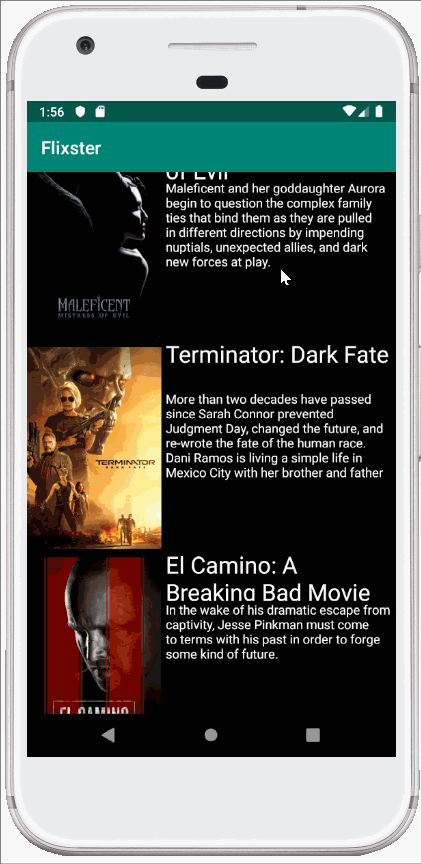 1:56
Flixster
of Evil
Maleficent and her goddaughter Aurora
begin to question the complex family
ties that bind them as they are pulled
in different directions by impending
nuptials, unexpected allies, and dark
new forces at play.
MALEFICENT
MISTRESS OF EVIL
Terminator: Dark Fate
More than two decades have passed
since Sarah Connor prevented
Judgment Day, changed the future, and
re-wrote the fate of the human race.
Dani Ramos is living a simple life in
Mexico City with her brother and father
TERMINATOR
DARK FATE
El Camino: A
Breaking Bad Movie
In the wake of his dramatic escape from
captivity, Jesse Pinkman must come
to terms with his past in order to forge
some kind of future.
EL CAMINO